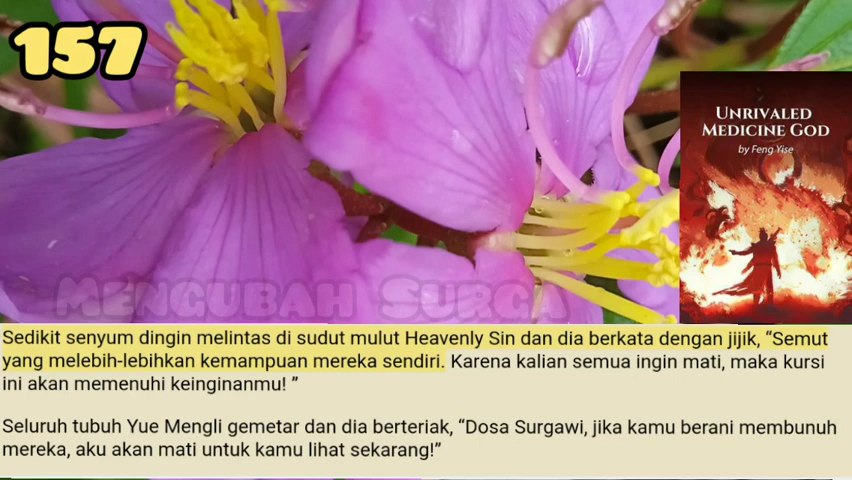 157
UNRIVALED
MEDICINE GOD
by Feng Yise
MENGUBAH SURGA
Sedikit senyum dingin melintas di sudut mulut Heavenly Sin dan dia berkata dengan jijik, “Semut
yang melebih-lebihkan kemampuan mereka sendiri. Karena kalian semua ingin mati, maka kursi
ini akan memenuhi keinginanmu! ”
Seluruh tubuh Yue Mengli gemetar dan dia berteriak, “Dosa Surgawi, jika kamu berani membunuh
mereka, aku akan mati untuk kamu lihat sekarang!”